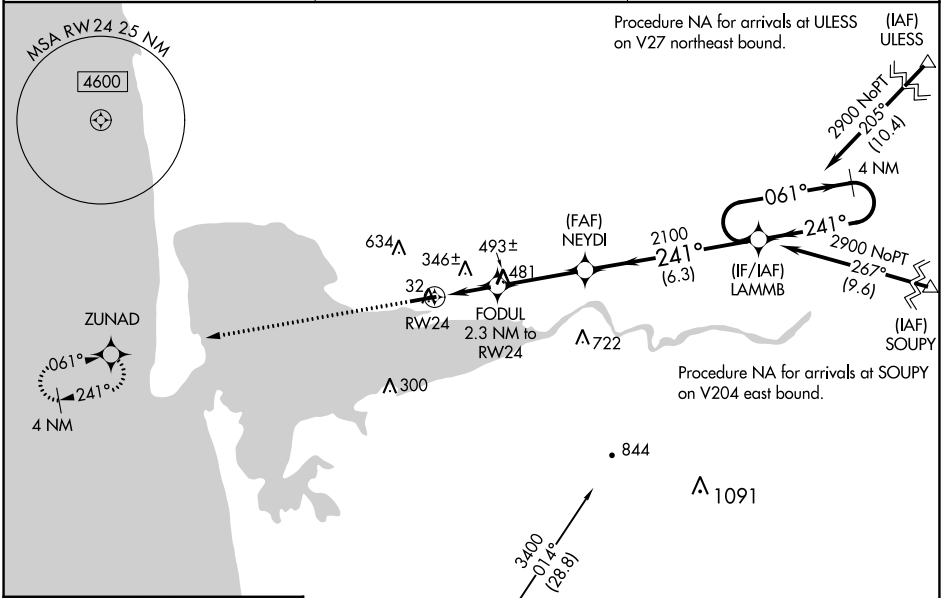 MSA RW24 25 NM
4600
Procedure NA for arrivals at ULESS
on V27 northeast bound.
(IAF)
ULESS
2900 NoPT
205°
(10.4)
4 NM
061°
241°
(FAF)
NEYDI
2100
241°
(6.3)
(IF/IAF)
LAMMB
2900 NoPT
267°
(9.6)
(IAF)
SOUPY
634
346±
493±
481
32
RW24
FODUL
2.3 NM to
RW24
ZUNAD
061°
241°
4 NM
722
300
Procedure NA for arrivals at SOUPY
on V204 east bound.
844
1091
3400
014°
(28.8)